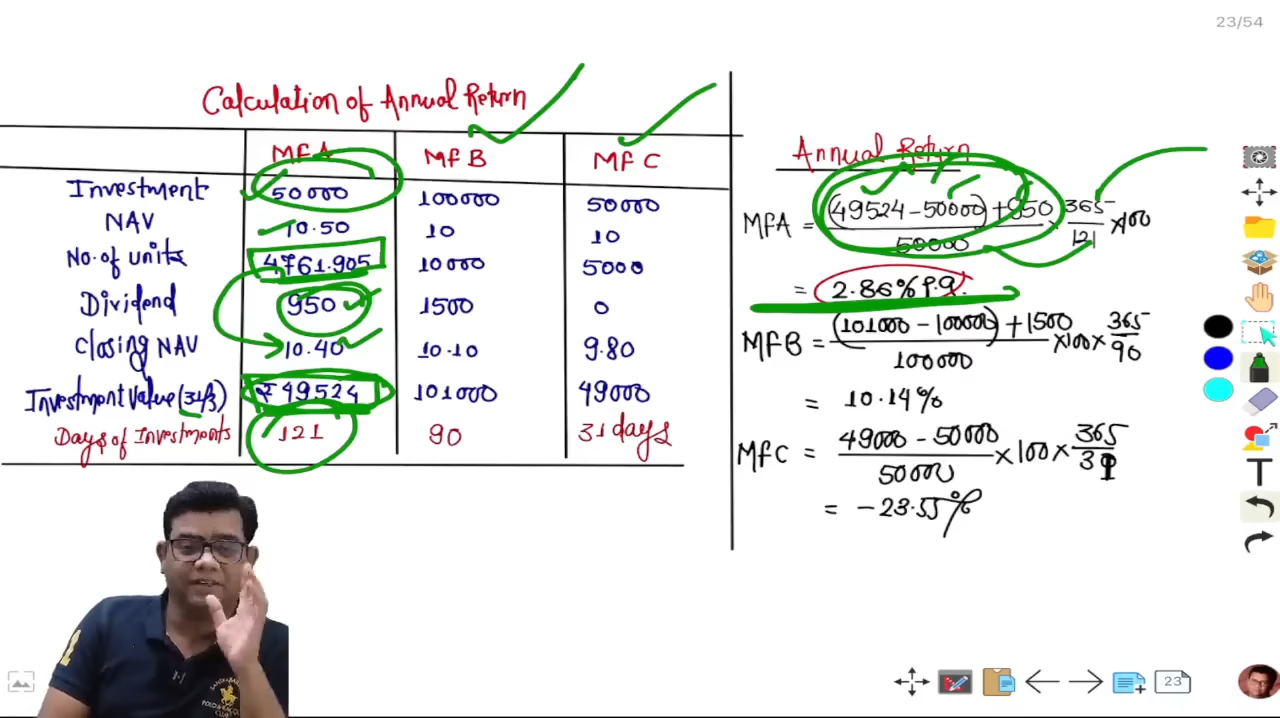 23/54
Calculation of Annual Return
MFA MFB MFC
Investment 50000 100000 50000
NAV 10.50 10 10
No. of units 4761.905 10000 5000
Dividend 950 1500 0
Closing NAV 10.40 10.10 9.80
Investment Value (31/3) ₹49524 101000 49000
Days of Investments 121 90 31 days
Annual Return
MFA = (49524 - 50000) + 950 / 50000 × 365 / 121 × 100
= 2.86% P.a.
MFB = (101000 - 100000) + 1500 / 100000 × 100 × 365 / 90
= 10.14%
MFC = 49000 - 50000 / 50000 × 100 × 365 / 31
= -23.55%
T
23